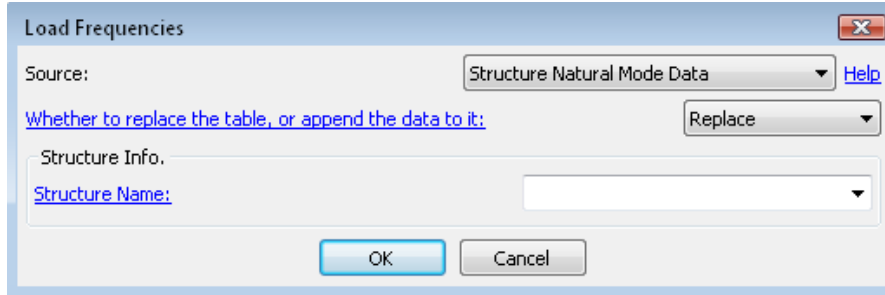 Load Frequencies
Source: Structure Natural Mode Data Help
Whether to replace the table, or append the data to it: Replace
Structure Info.
Structure Name:
OK Cancel